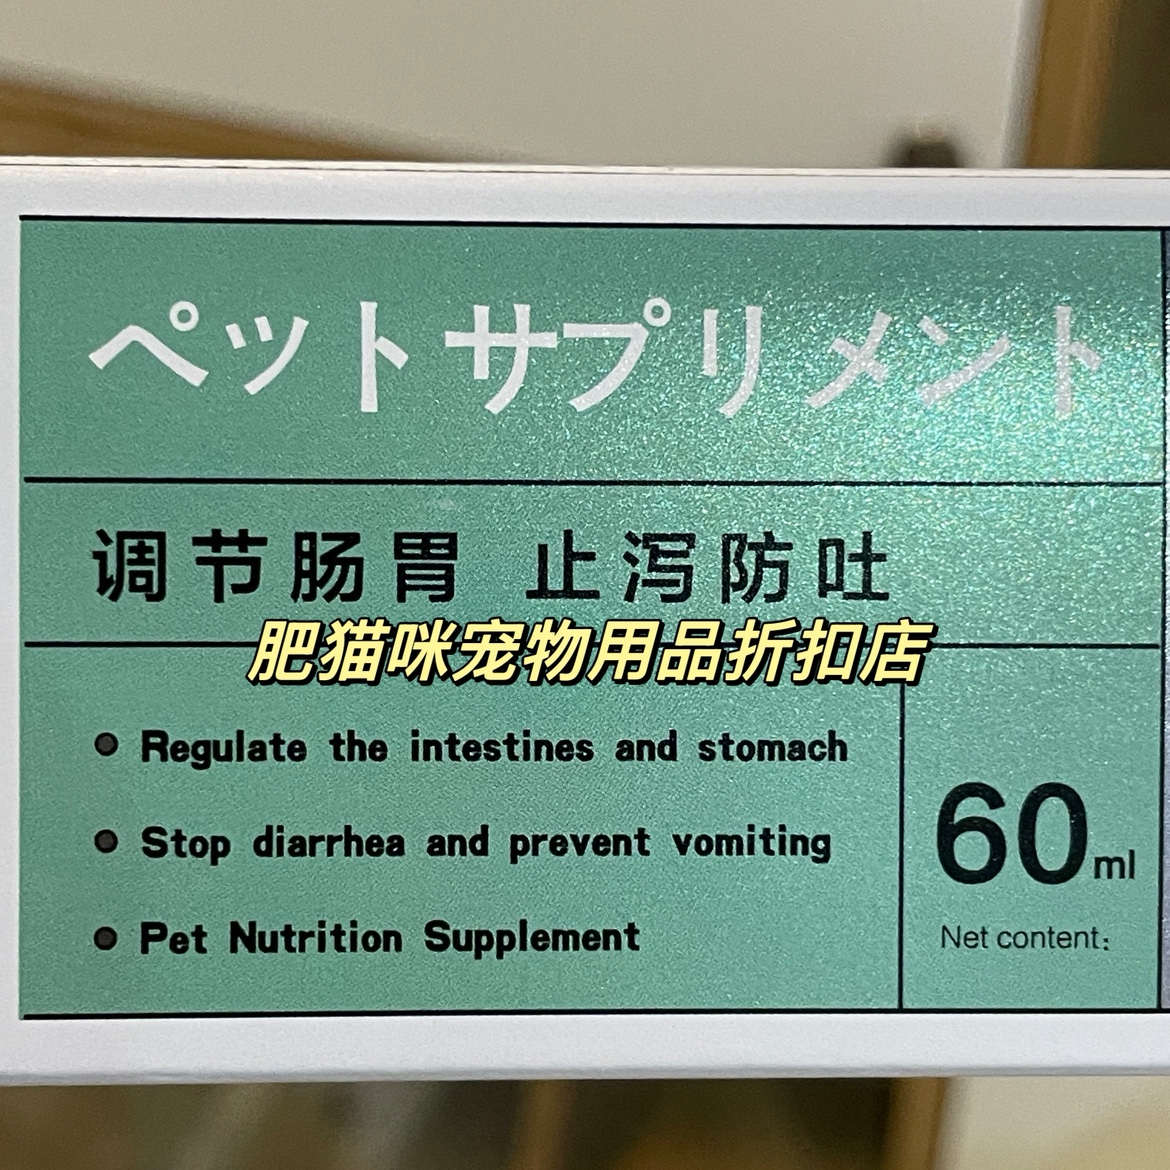 ペットサプリメント
调节肠胃 止泻防吐
肥猫咪宠物用品折扣店
Regulate the intestines and stomach
Stop diarrhea and prevent vomiting
Pet Nutrition Supplement
60ml
Net content: